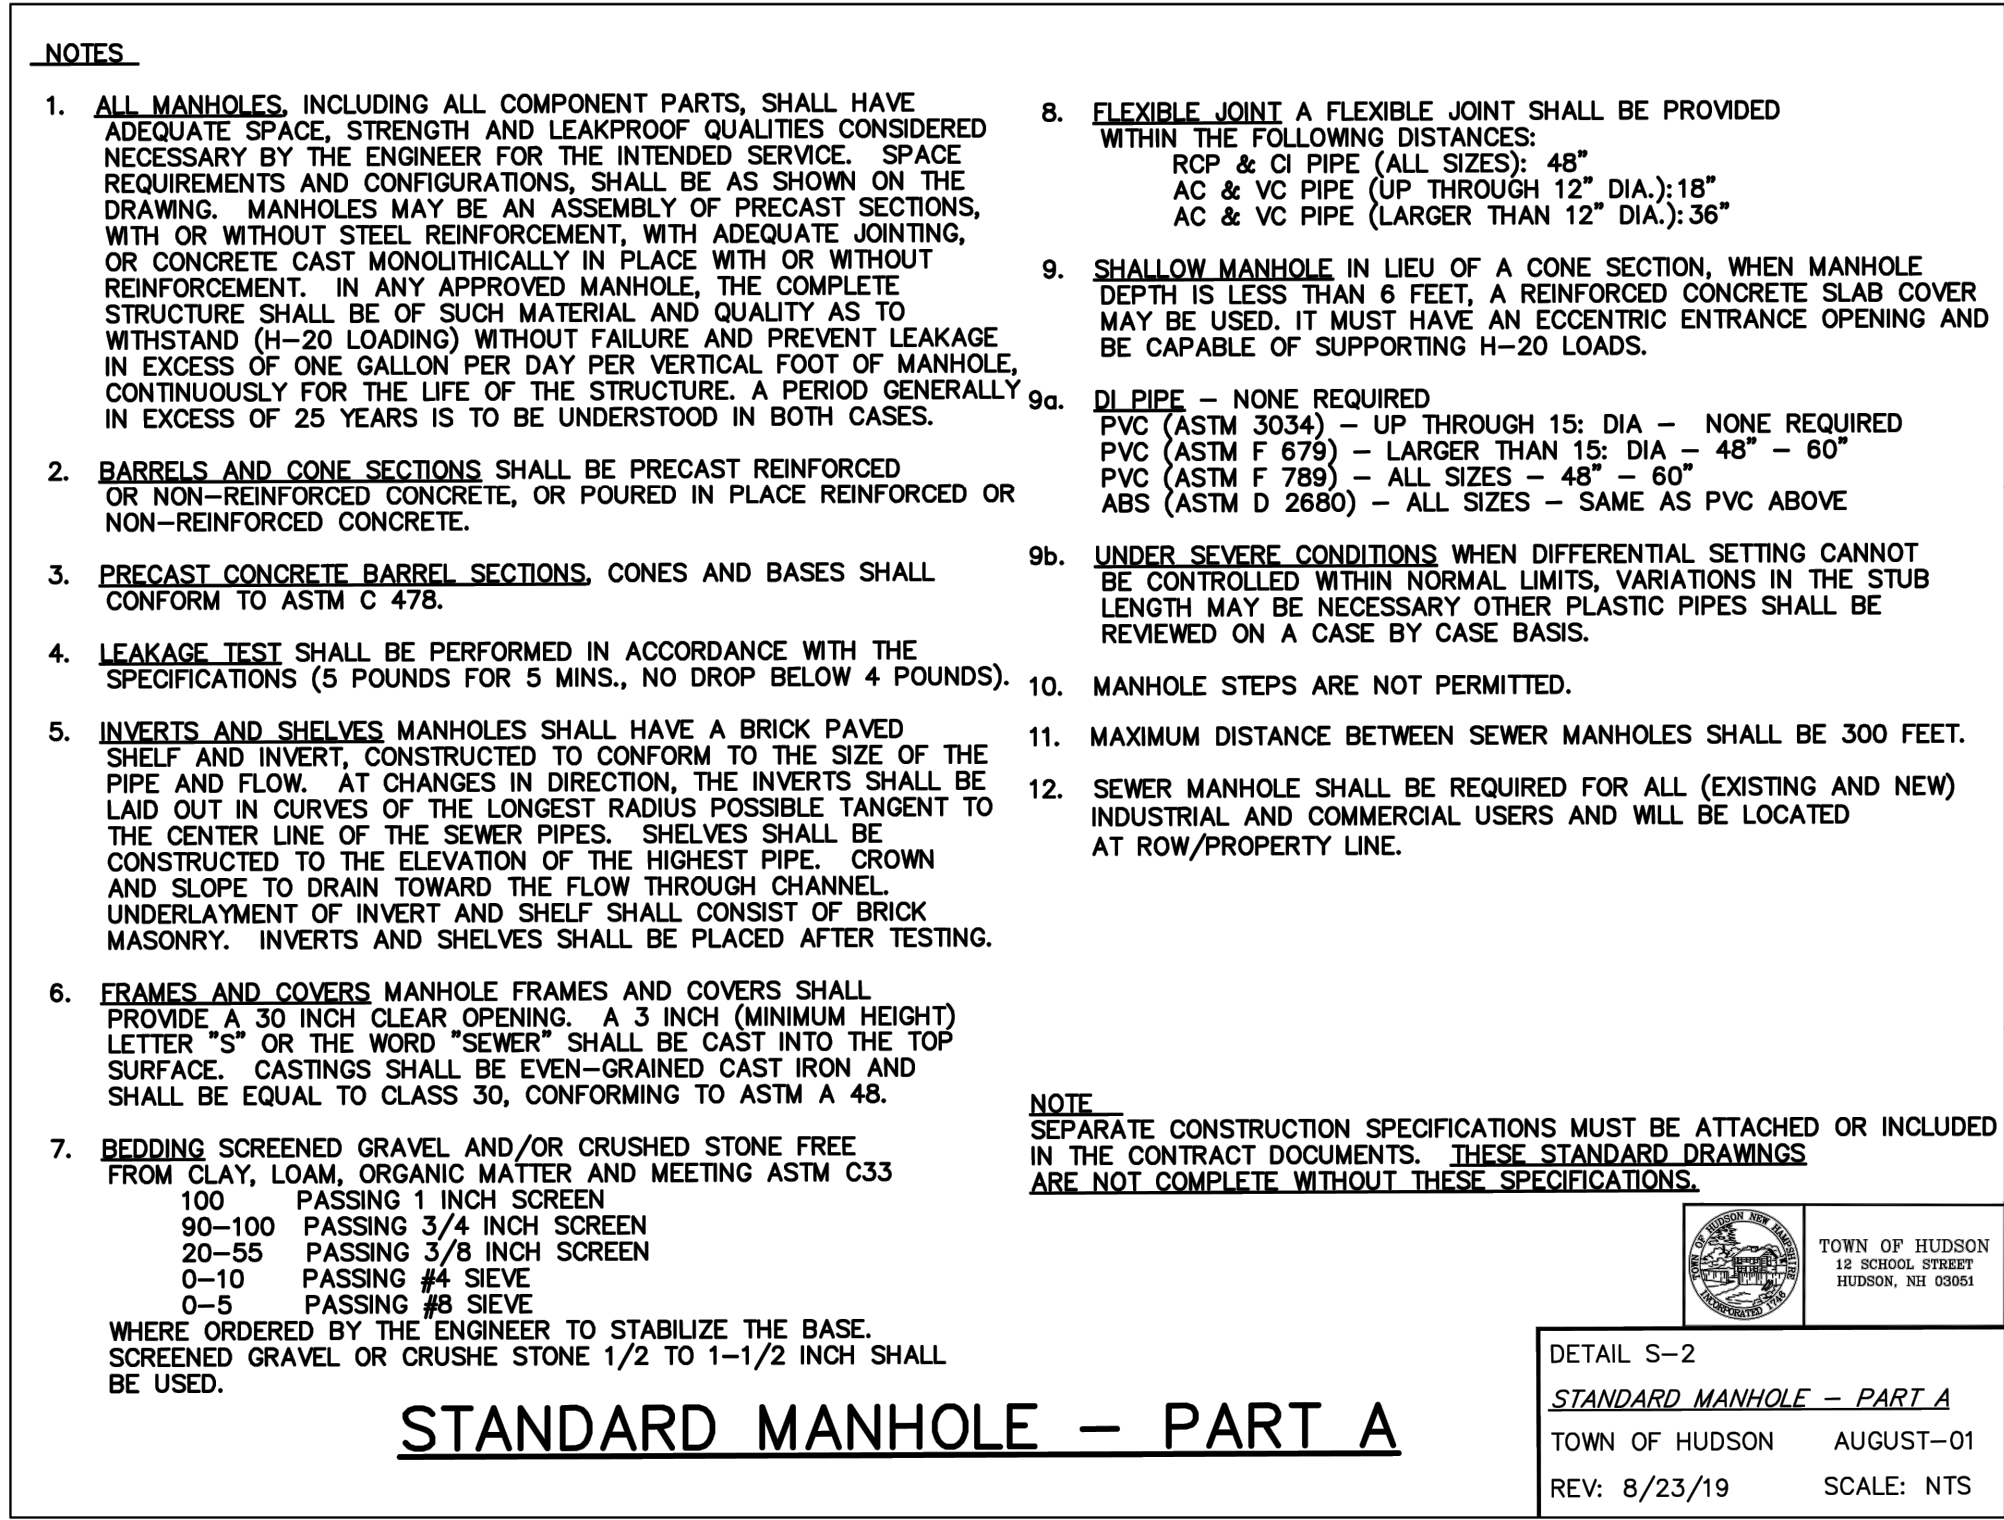 NOTES
1. ALL MANHOLES, INCLUDING ALL COMPONENT PARTS, SHALL HAVE
ADEQUATE SPACE, STRENGTH AND LEAKPROOF QUALITIES CONSIDERED
NECESSARY BY THE ENGINEER FOR THE INTENDED SERVICE. SPACE
REQUIREMENTS AND CONFIGURATIONS, SHALL BE AS SHOWN ON THE
DRAWING. MANHOLES MAY BE AN ASSEMBLY OF PRECAST SECTIONS,
WITH OR WITHOUT STEEL REINFORCEMENT, WITH ADEQUATE JOINTING,
OR CONCRETE CAST MONOLITHICALLY IN PLACE WITH OR WITHOUT
REINFORCEMENT. IN ANY APPROVED MANHOLE, THE COMPLETE
STRUCTURE SHALL BE OF SUCH MATERIAL AND QUALITY AS TO
WITHSTAND (H-20 LOADING) WITHOUT FAILURE AND PREVENT LEAKAGE
IN EXCESS OF ONE GALLON PER DAY PER VERTICAL FOOT OF MANHOLE,
CONTINUOUSLY FOR THE LIFE OF THE STRUCTURE. A PERIOD GENERALLY
IN EXCESS OF 25 YEARS IS TO BE UNDERSTOOD IN BOTH CASES.
2. BARRELS AND CONE SECTIONS SHALL BE PRECAST REINFORCED
OR NON-REINFORCED CONCRETE, OR POURED IN PLACE REINFORCED OR
NON-REINFORCED CONCRETE.
3. PRECAST CONCRETE BARREL SECTIONS, CONES AND BASES SHALL
CONFORM TO ASTM C 478.
4. LEAKAGE TEST SHALL BE PERFORMED IN ACCORDANCE WITH THE
SPECIFICATIONS (5 POUNDS FOR 5 MINS., NO DROP BELOW 4 POUNDS).
5. INVERTS AND SHELVES MANHOLES SHALL HAVE A BRICK PAVED
SHELF AND INVERT, CONSTRUCTED TO CONFORM TO THE SIZE OF THE
PIPE AND FLOW. AT CHANGES IN DIRECTION, THE INVERTS SHALL BE
LAID OUT IN CURVES OF THE LONGEST RADIUS POSSIBLE TANGENT TO
THE CENTER LINE OF THE SEWER PIPES. SHELVES SHALL BE
CONSTRUCTED TO THE ELEVATION OF THE HIGHEST PIPE. CROWN
AND SLOPE TO DRAIN TOWARD THE FLOW THROUGH CHANNEL.
UNDERLAYMENT OF INVERT AND SHELF SHALL CONSIST OF BRICK
MASONRY. INVERTS AND SHELVES SHALL BE PLACED AFTER TESTING.
6. FRAMES AND COVERS MANHOLE FRAMES AND COVERS SHALL
PROVIDE A 30 INCH CLEAR OPENING. A 3 INCH (MINIMUM HEIGHT)
LETTER "S" OR THE WORD "SEWER" SHALL BE CAST INTO THE TOP
SURFACE. CASTINGS SHALL BE EVEN-GRAINED CAST IRON AND
SHALL BE EQUAL TO CLASS 30, CONFORMING TO ASTM A 48.
7. BEDDING SCREENED GRAVEL AND/OR CRUSHED STONE FREE
FROM CLAY, LOAM, ORGANIC MATTER AND MEETING ASTM C33
100 PASSING 1 INCH SCREEN
90-100 PASSING 3/4 INCH SCREEN
20-55 PASSING 3/8 INCH SCREEN
0-10 PASSING #4 SIEVE
0-5 PASSING #8 SIEVE
WHERE ORDERED BY THE ENGINEER TO STABILIZE THE BASE.
SCREENED GRAVEL OR CRUSHE STONE 1/2 TO 1-1/2 INCH SHALL
BE USED.
8. FLEXIBLE JOINT A FLEXIBLE JOINT SHALL BE PROVIDED
WITHIN THE FOLLOWING DISTANCES:
RCP & CI PIPE (ALL SIZES): 48"
AC & VC PIPE (UP THROUGH 12" DIA.): 18"
AC & VC PIPE (LARGER THAN 12" DIA.): 36"
9. SHALLOW MANHOLE IN LIEU OF A CONE SECTION, WHEN MANHOLE
DEPTH IS LESS THAN 6 FEET, A REINFORCED CONCRETE SLAB COVER
MAY BE USED. IT MUST HAVE AN ECCENTRIC ENTRANCE OPENING AND
BE CAPABLE OF SUPPORTING H-20 LOADS.
9a. DI PIPE - NONE REQUIRED
PVC (ASTM 3034) - UP THROUGH 15: DIA - NONE REQUIRED
PVC (ASTM F 679) - LARGER THAN 15: DIA - 48" - 60"
PVC (ASTM F 789) - ALL SIZES - 48" - 60"
ABS (ASTM D 2680) - ALL SIZES - SAME AS PVC ABOVE
9b. UNDER SEVERE CONDITIONS WHEN DIFFERENTIAL SETTING CANNOT
BE CONTROLLED WITHIN NORMAL LIMITS, VARIATIONS IN THE STUB
LENGTH MAY BE NECESSARY OTHER PLASTIC PIPES SHALL BE
REVIEWED ON A CASE BY CASE BASIS.
10. MANHOLE STEPS ARE NOT PERMITTED.
11. MAXIMUM DISTANCE BETWEEN SEWER MANHOLES SHALL BE 300 FEET.
12. SEWER MANHOLE SHALL BE REQUIRED FOR ALL (EXISTING AND NEW)
INDUSTRIAL AND COMMERCIAL USERS AND WILL BE LOCATED
AT ROW/PROPERTY LINE.
NOTE
SEPARATE CONSTRUCTION SPECIFICATIONS MUST BE ATTACHED OR INCLUDED
IN THE CONTRACT DOCUMENTS. THESE STANDARD DRAWINGS
ARE NOT COMPLETE WITHOUT THESE SPECIFICATIONS.
TOWN OF HUDSON NEW HAMPSHIRE
INCORPORATED 1746
TOWN OF HUDSON
12 SCHOOL STREET
HUDSON, NH 03051
DETAIL S-2
STANDARD MANHOLE - PART A
TOWN OF HUDSON AUGUST-01
REV: 8/23/19 SCALE: NTS
STANDARD MANHOLE - PART A